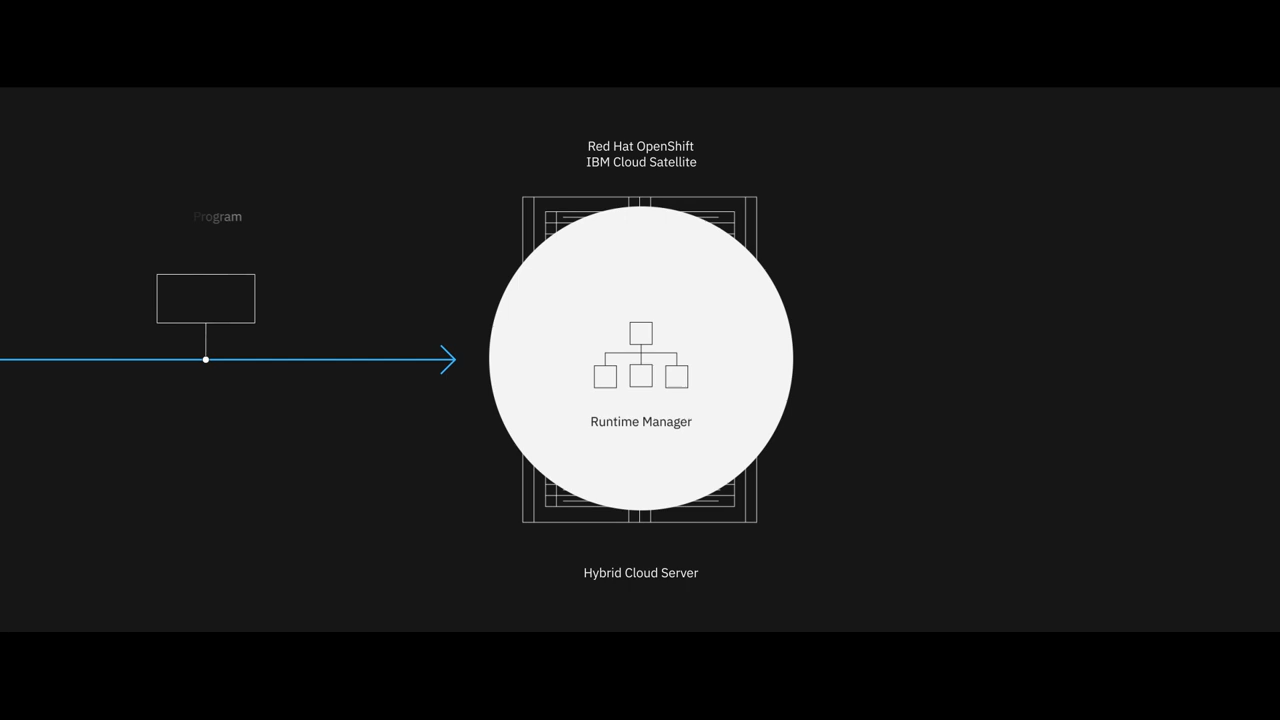 Red Hat OpenShift
IBM Cloud Satellite
Program
Runtime Manager
Hybrid Cloud Server